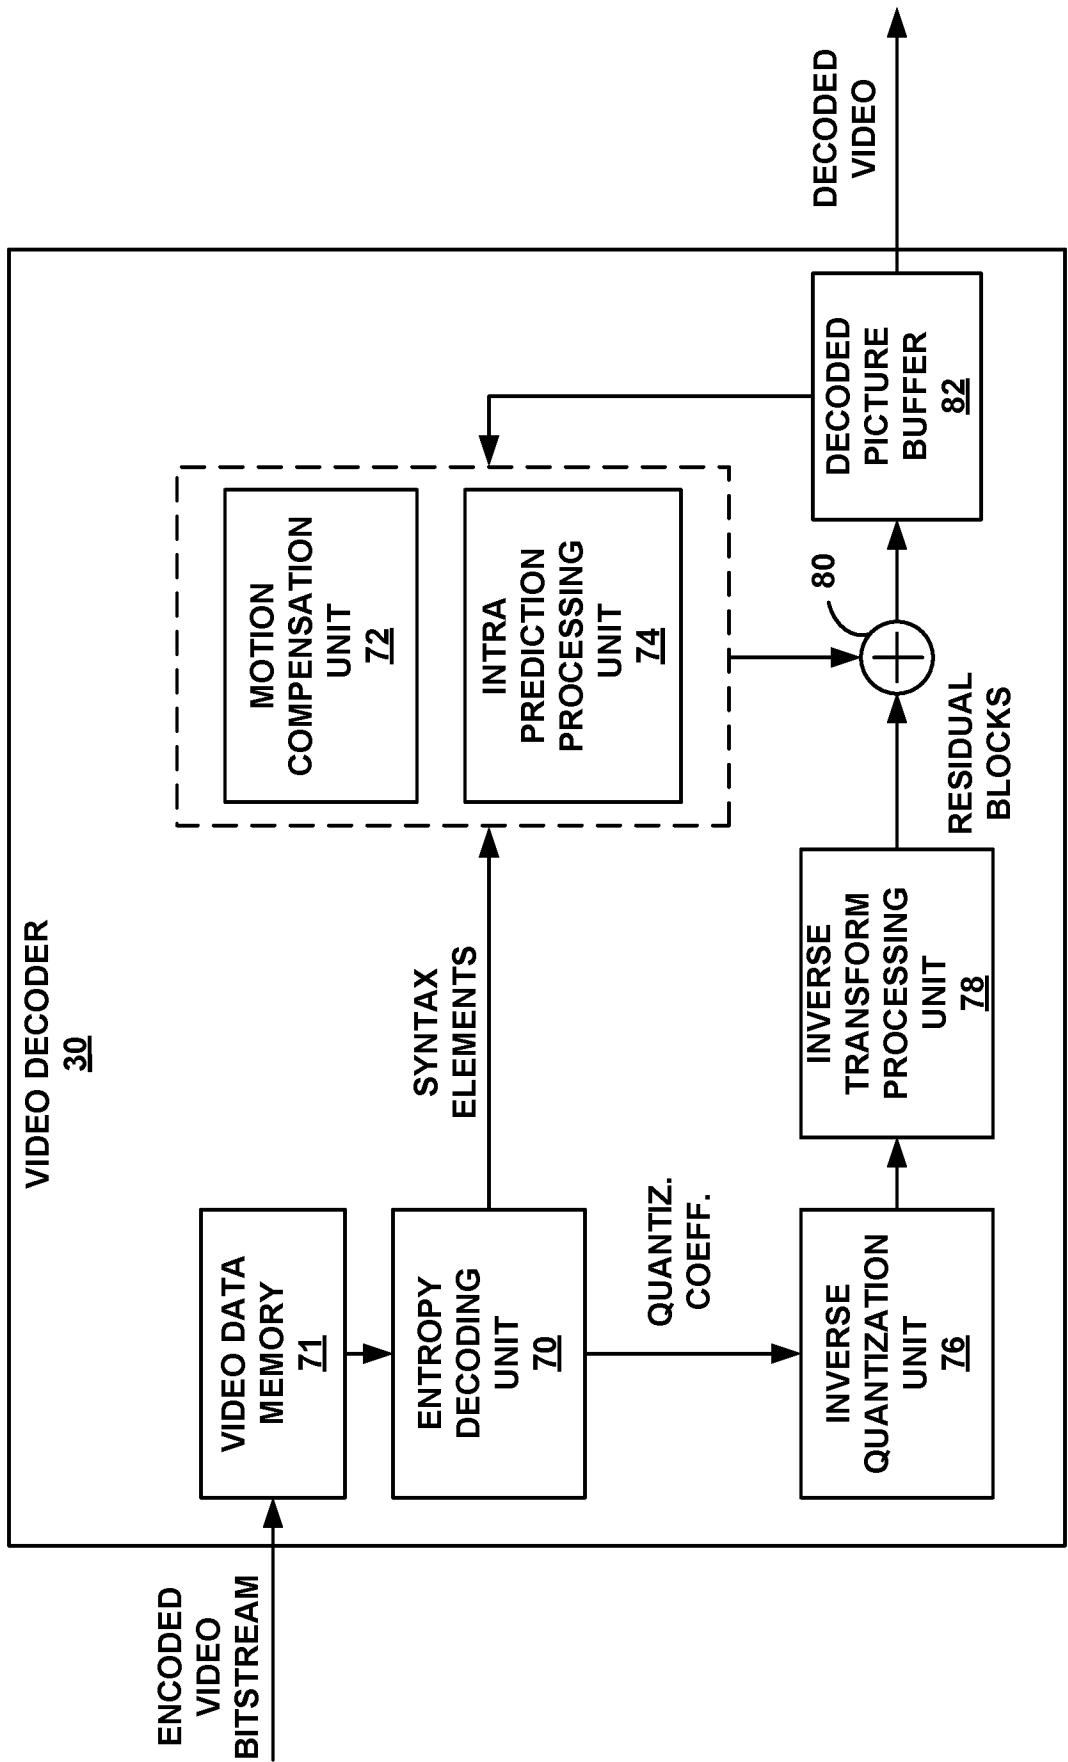 VIDEO DECODER
30
ENCODED
VIDEO
BITSTREAM
VIDEO DATA
MEMORY
71
ENTROPY
DECODING
UNIT
70
SYNTAX
ELEMENTS
MOTION
COMPENSATION
UNIT
72
INTRA
PREDICTION
PROCESSING
UNIT
74
QUANTIZ.
COEFF.
INVERSE
QUANTIZATION
UNIT
76
INVERSE
TRANSFORM
PROCESSING
UNIT
78
RESIDUAL
BLOCKS
80
DECODED
PICTURE
BUFFER
82
DECODED
VIDEO